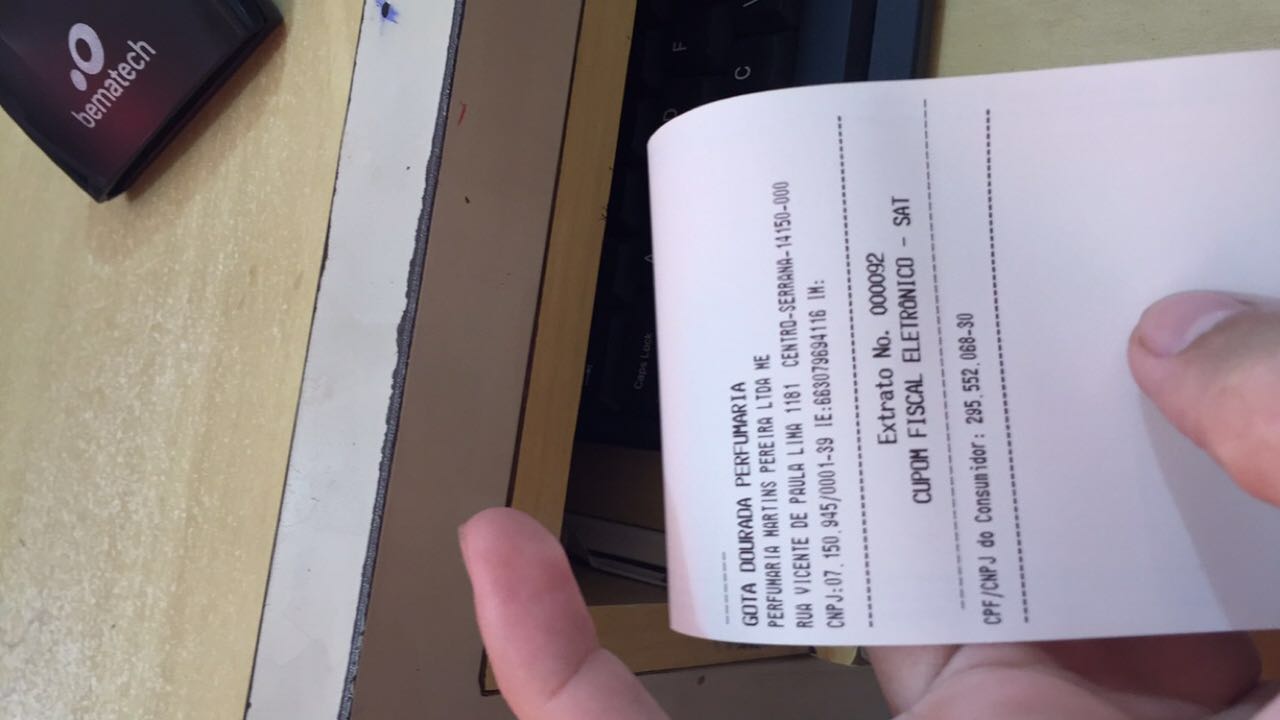 bematech
F
C
D
A
Caps Lock
GOTA DOURADA PERFUMARIA
PERFUMARIA MARTINS PEREIRA LTDA ME
RUA VICENTE DE PAULA LIMA 1181 CENTRO-SERRANA-14150-000
CNPJ:07.150.945/0001-39 IE:663079694116 IM:
Extrato No. 000092
CUPOM FISCAL ELETRÔNICO - SAT
CPF/CNPJ do Consumidor: 295.552.068-30